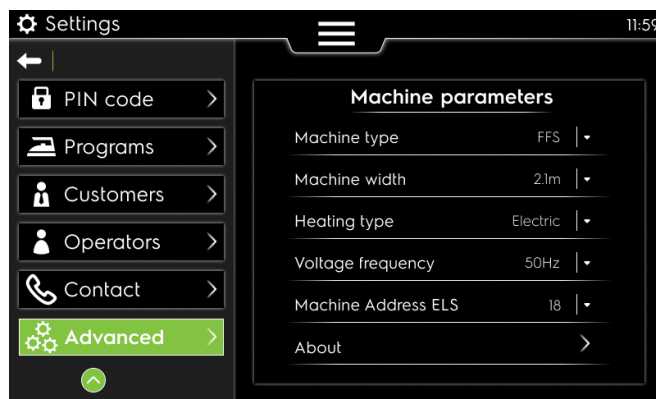 Settings
11:59
PIN code
Programs
Customers
Operators
Contact
Advanced
Machine parameters
Machine type FFS
Machine width 2.1m
Heating type Electric
Voltage frequency 50Hz
Machine Address ELS 18
About